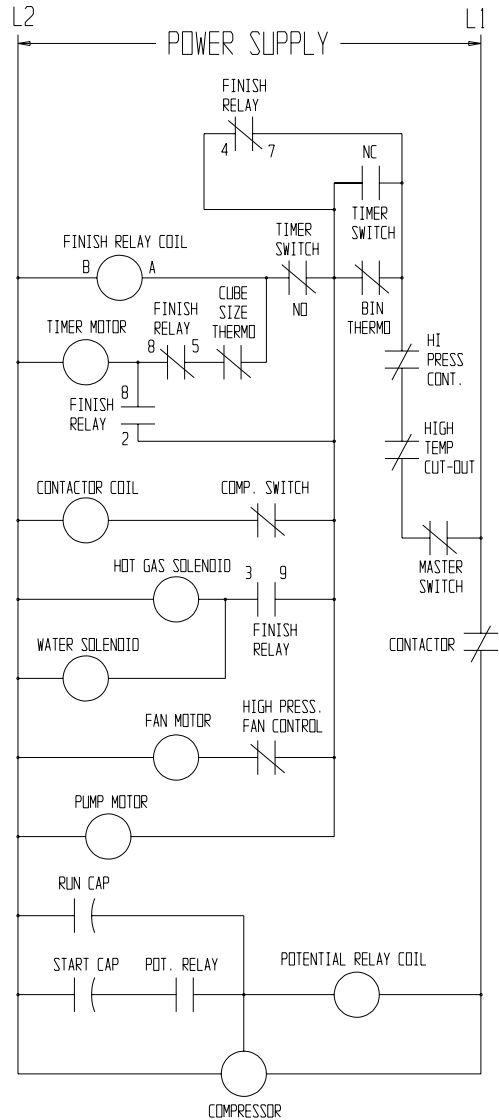 L2
L1
POWER SUPPLY
FINISH
RELAY
4
7
NC
TIMER
SWITCH
TIMER
SWITCH
NO
BIN
THERMO
FINISH RELAY COIL
B
A
TIMER MOTOR
FINISH
RELAY
8
5
CUBE
SIZE
THERMO
HI
PRESS
CONT.
8
FINISH
RELAY
2
HIGH
TEMP
CUT-OUT
CONTACTOR COIL
COMP. SWITCH
MASTER
SWITCH
HOT GAS SOLENOID
3
9
FINISH
RELAY
WATER SOLENOID
CONTACTOR
FAN MOTOR
HIGH PRESS.
FAN CONTROL
PUMP MOTOR
RUN CAP
START CAP
POT. RELAY
POTENTIAL RELAY COIL
COMPRESSOR